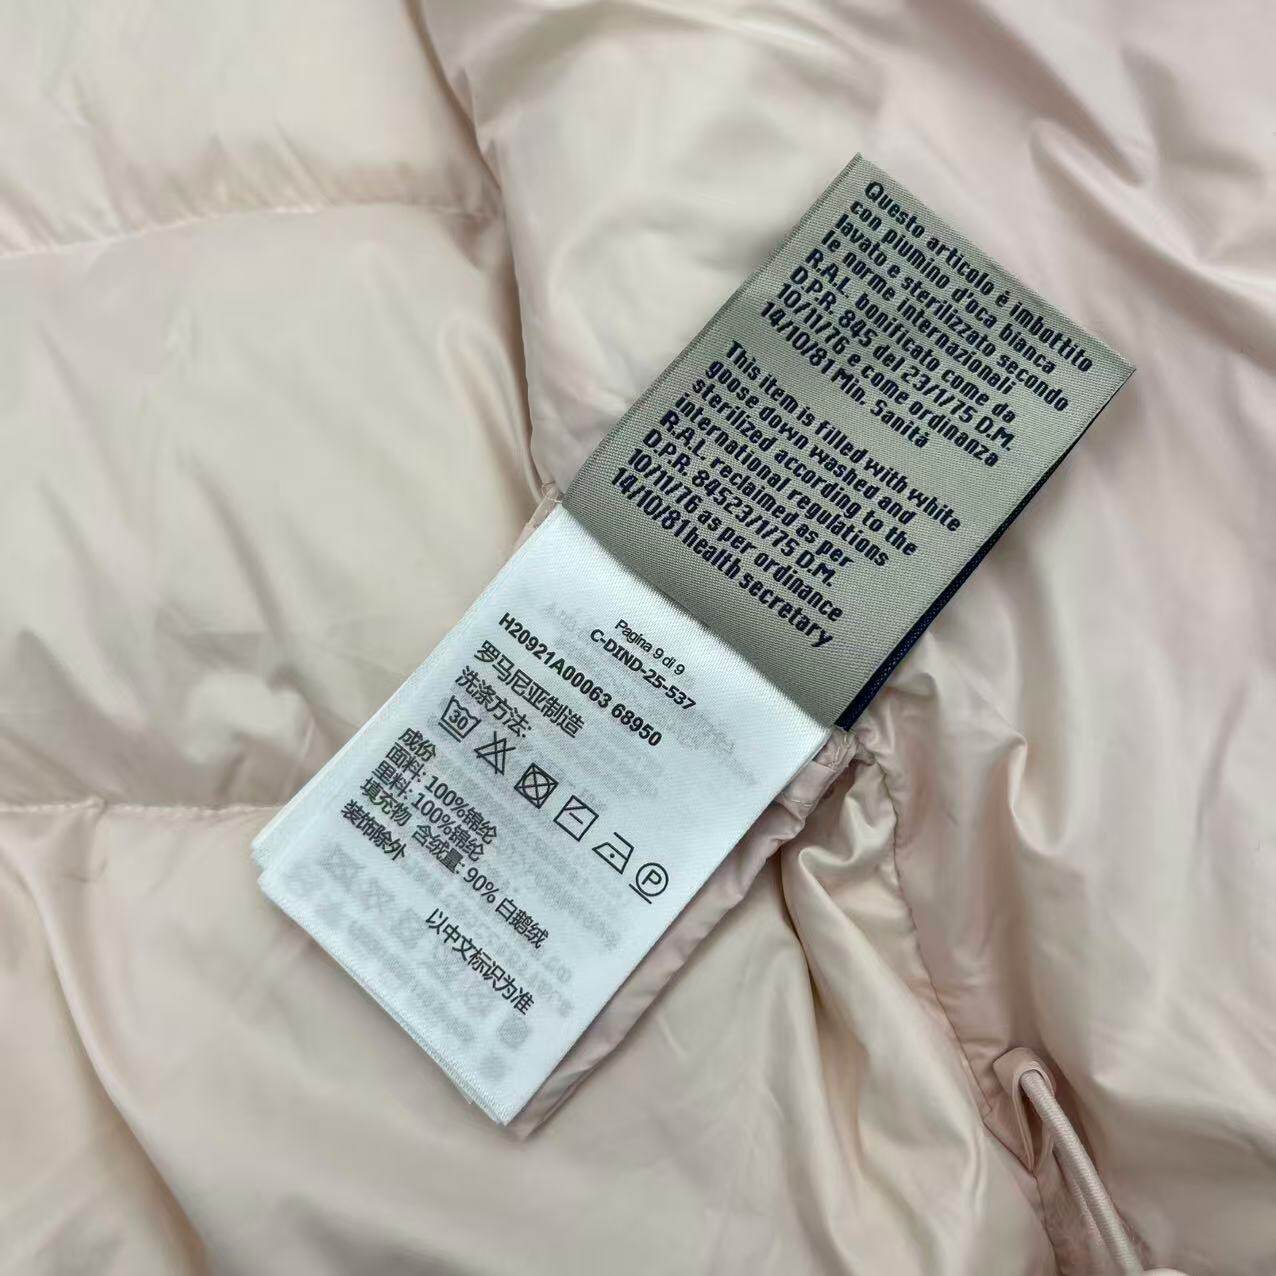 Questo articolo è imbottito
con piumino d'oca bianca
lavato e sterilizzato secondo
le norme internazionali
R.A.L. bonificato come da
D.P.R. 845 del 23/1/75 D.M.
10/11/76 e come ordinanza
14/10/81 Min. Sanità
This item is filled with white
goose down washed and
sterilized according to the
international regulations
R.A.L. reclaimed as per
D.P.R. 84523/1/75 D.M.
10/11/76 as per ordinance
14/10/81 health secretary
Pagina 9 di 9
C-DIND-25-537
H20921A00063 68950
罗马尼亚制造
洗涤方法:
30
P
成份
面料: 100%锦纶
里料: 100%锦纶
填充物 含绒量: 90% 白鹅绒
装饰除外
以中文标识为准